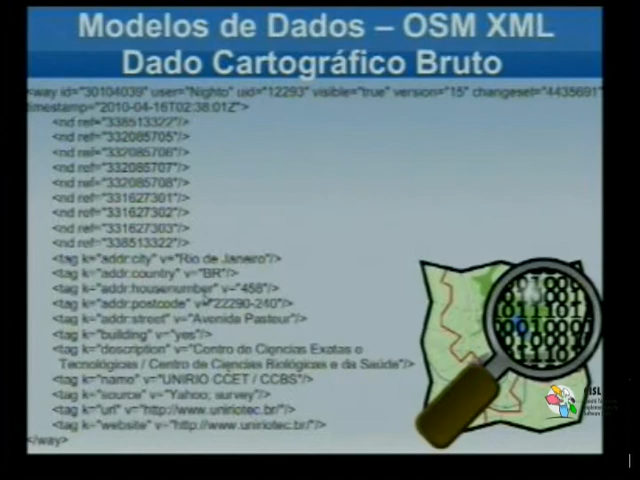 Modelos de Dados – OSM XML
Dado Cartográfico Bruto
<way id="30104039" user="Nighto" uid="12293" visible="true" version="15" changeset="4435691"
timestamp="2010-04-16T02:38:01Z">
<nd ref="338513322"/>
<nd ref="332085705"/>
<nd ref="332085706"/>
<nd ref="332085707"/>
<nd ref="332085708"/>
<nd ref="331627301"/>
<nd ref="331627302"/>
<nd ref="331627303"/>
<nd ref="338513322"/>
<tag k="addr:city" v="Rio de Janeiro"/>
<tag k="addr:country" v="BR"/>
<tag k="addr:housenumber" v="458"/>
<tag k="addr:postcode" v="22290-240"/>
<tag k="addr:street" v="Avenida Pasteur"/>
<tag k="building" v="yes"/>
<tag k="description" v="Centro de Ciencias Exatas e
Tecnológicas / Centro de Ciencias Biológicas e da Saúde"/>
<tag k="name" v="UNIRIO CCET / CCBS"/>
<tag k="source" v="Yahoo; survey"/>
<tag k="url" v="http://www.uniriotec.br/"/>
<tag k="website" v="http://www.uniriotec.br/"/>
</way>